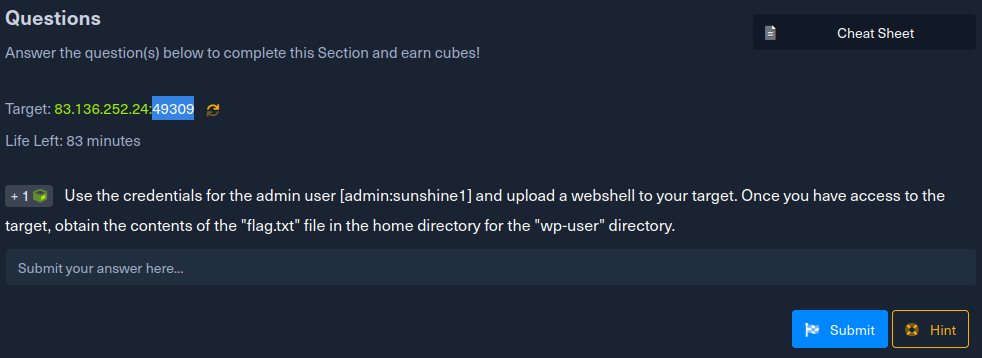 Questions
Cheat Sheet
Answer the question(s) below to complete this Section and earn cubes!
Target: 83.136.252.24:49309
Life Left: 83 minutes
+ 1 Use the credentials for the admin user [admin:sunshine1] and upload a webshell to your target. Once you have access to the
target, obtain the contents of the "flag.txt" file in the home directory for the "wp-user" directory.
Submit your answer here...
Submit
Hint